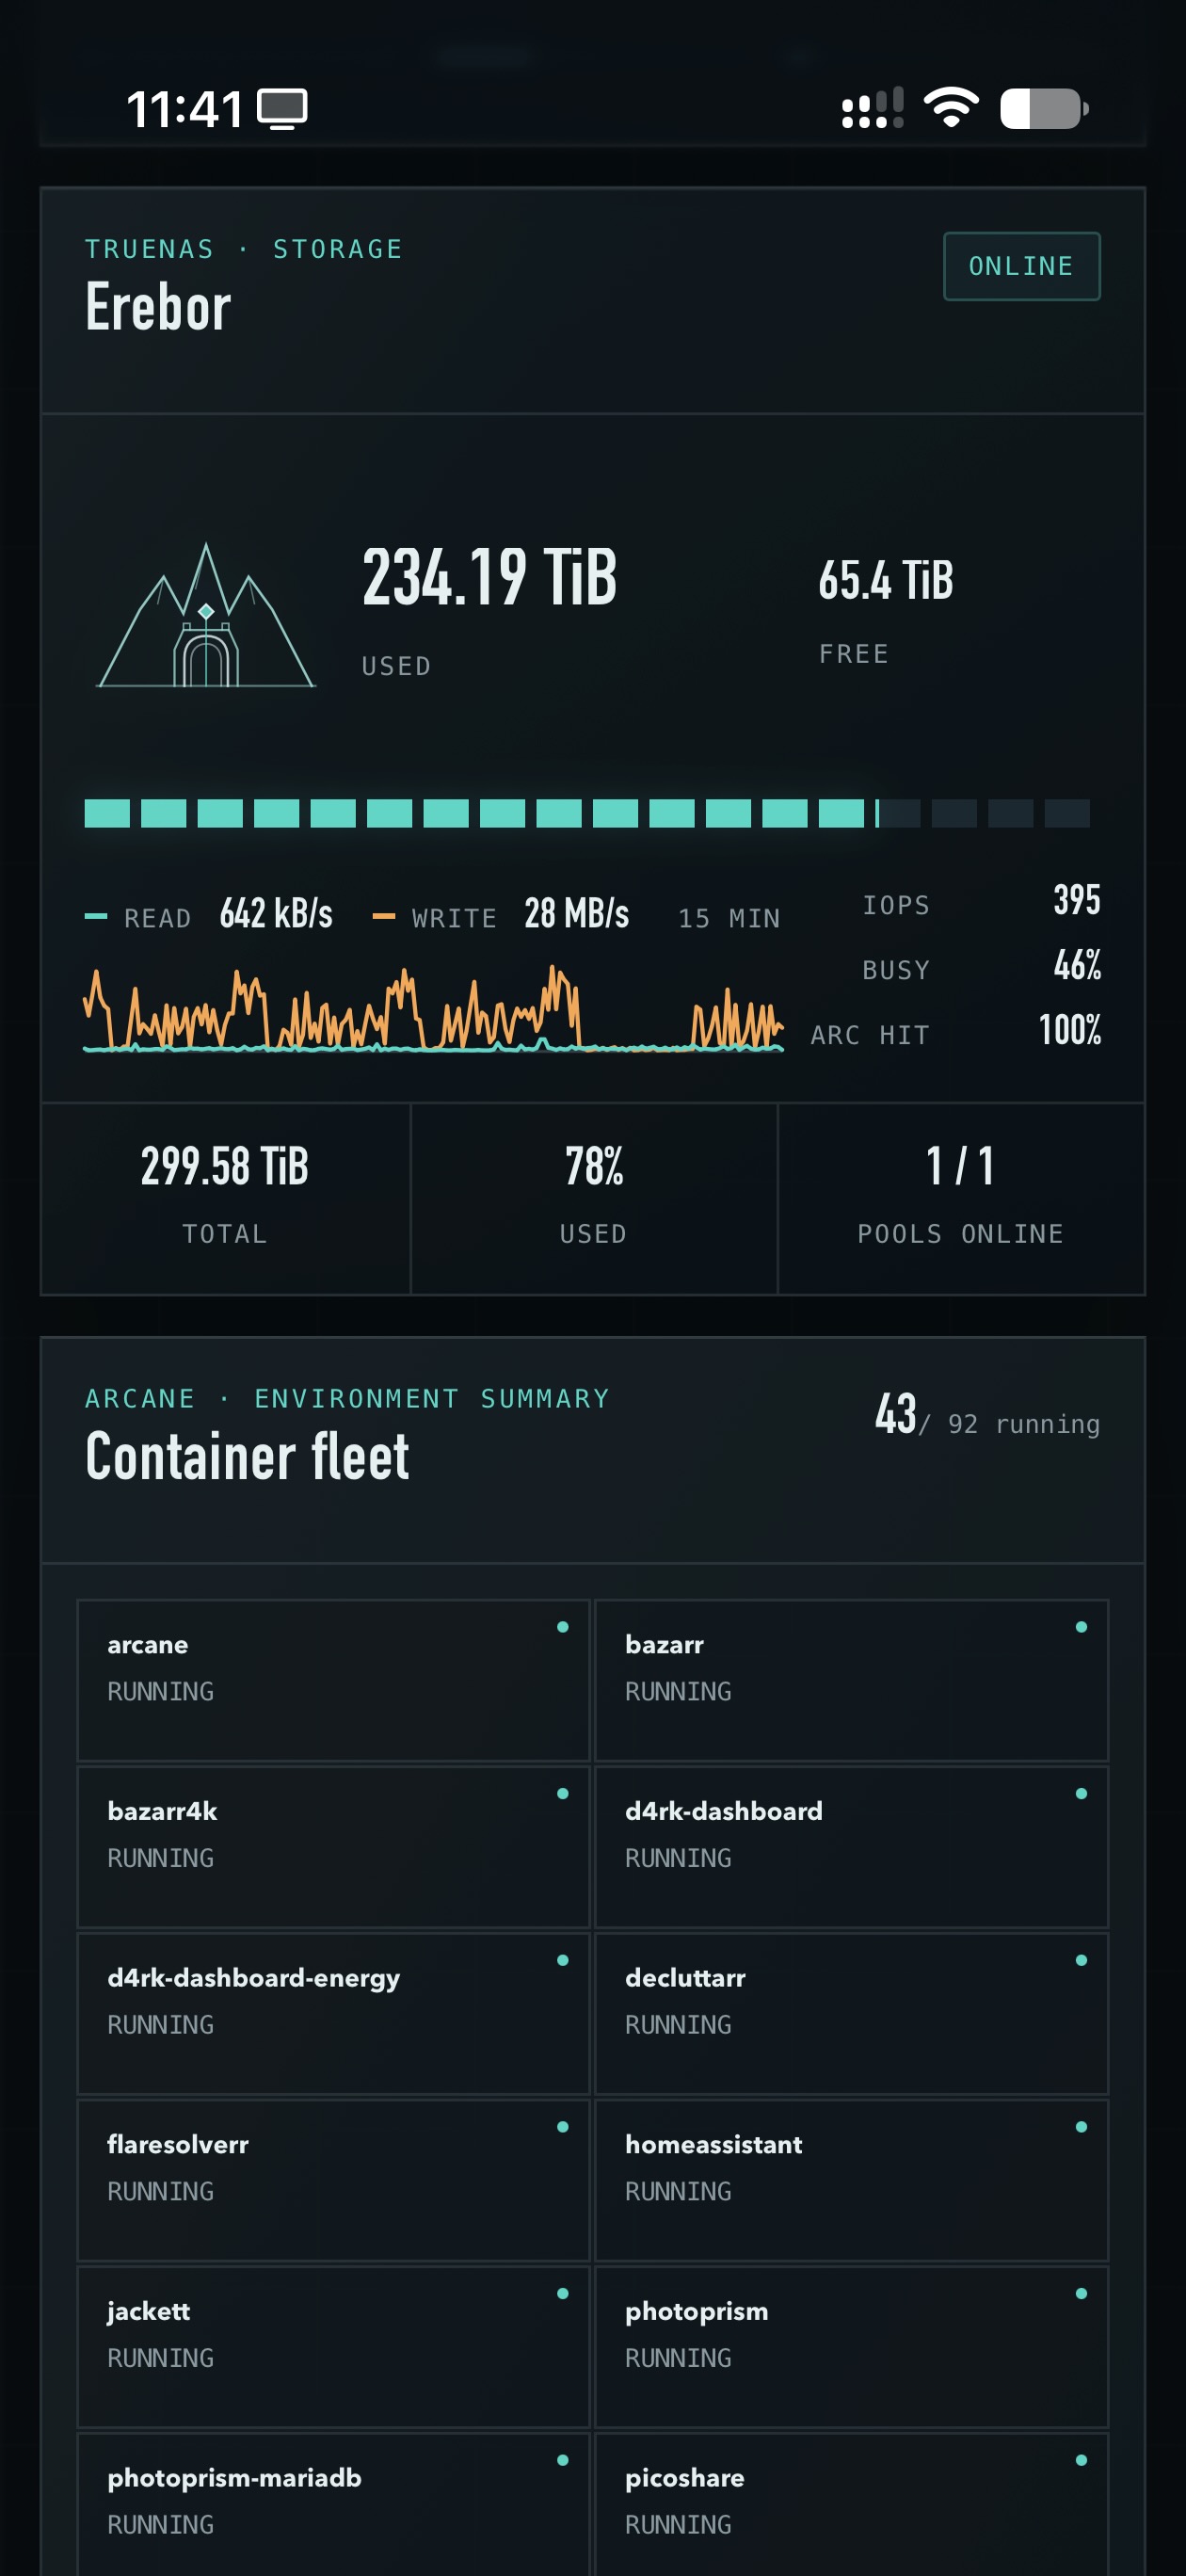 11:41
TRUENAS · STORAGE
ONLINE
Erebor
234.19 TiB
USED
65.4 TiB
FREE
READ 642 kB/s WRITE 28 MB/s 15 MIN
IOPS 395
BUSY 46%
ARC HIT 100%
299.58 TiB
TOTAL
78%
USED
1 / 1
POOLS ONLINE
ARCANE · ENVIRONMENT SUMMARY
43/ 92 running
Container fleet
arcane
RUNNING
bazarr
RUNNING
bazarr4k
RUNNING
d4rk-dashboard
RUNNING
d4rk-dashboard-energy
RUNNING
decluttarr
RUNNING
flaresolverr
RUNNING
homeassistant
RUNNING
jackett
RUNNING
photoprism
RUNNING
photoprism-mariadb
RUNNING
picoshare
RUNNING